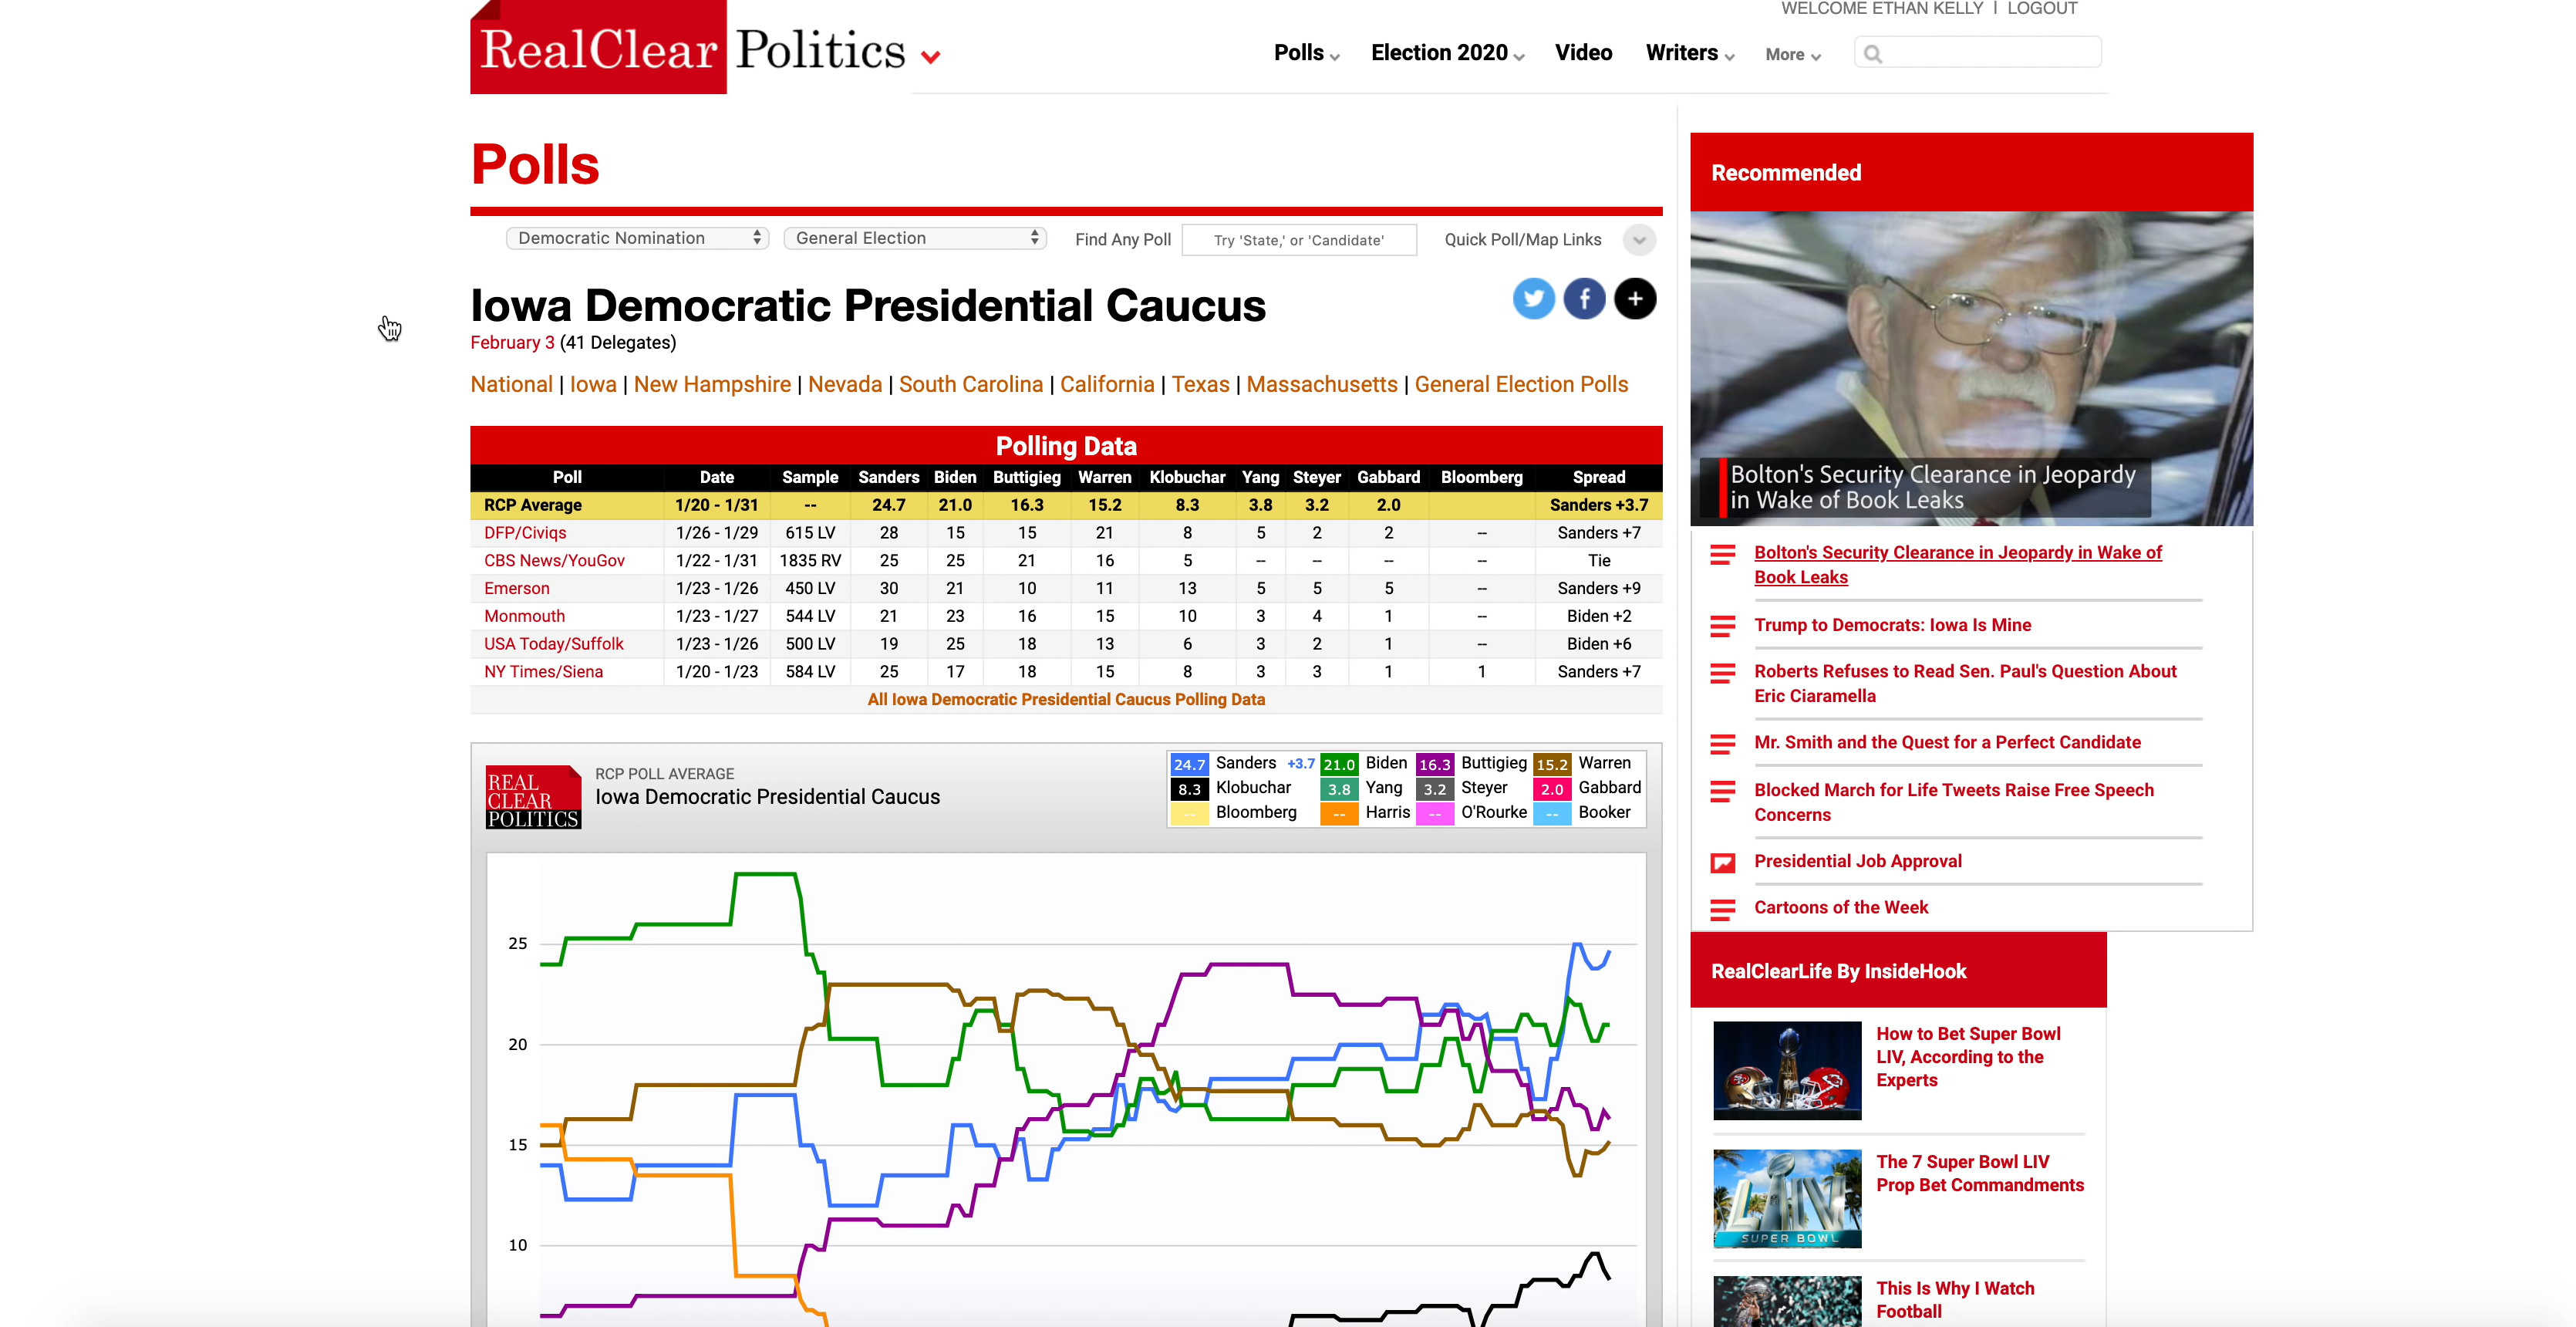 WELCOME ETHAN KELLY | LOGOUT
RealClear Politics
Polls Election 2020 Video Writers More
Polls
Democratic Nomination General Election Find Any Poll Try 'State,' or 'Candidate' Quick Poll/Map Links
Iowa Democratic Presidential Caucus
February 3 (41 Delegates)
National | Iowa | New Hampshire | Nevada | South Carolina | California | Texas | Massachusetts | General Election Polls
Polling Data
Poll Date Sample Sanders Biden Buttigieg Warren Klobuchar Yang Steyer Gabbard Bloomberg Spread
RCP Average 1/20 - 1/31 -- 24.7 21.0 16.3 15.2 8.3 3.8 3.2 2.0 Sanders +3.7
DFP/Civiqs 1/26 - 1/29 615 LV 28 15 15 21 8 5 2 2 -- Sanders +7
CBS News/YouGov 1/22 - 1/31 1835 RV 25 25 21 16 5 -- -- -- -- Tie
Emerson 1/23 - 1/26 450 LV 30 21 10 11 13 5 5 5 -- Sanders +9
Monmouth 1/23 - 1/27 544 LV 21 23 16 15 10 3 4 1 -- Biden +2
USA Today/Suffolk 1/23 - 1/26 500 LV 19 25 18 13 6 3 2 1 -- Biden +6
NY Times/Siena 1/20 - 1/23 584 LV 25 17 18 15 8 3 3 1 1 Sanders +7
All Iowa Democratic Presidential Caucus Polling Data
REAL
CLEAR
POLITICS
RCP POLL AVERAGE
Iowa Democratic Presidential Caucus
24.7 Sanders +3.7 21.0 Biden 16.3 Buttigieg 15.2 Warren
8.3 Klobuchar 3.8 Yang 3.2 Steyer 2.0 Gabbard
-- Bloomberg -- Harris -- O'Rourke -- Booker
25
20
15
10
Recommended
Bolton's Security Clearance in Jeopardy
in Wake of Book Leaks
Bolton's Security Clearance in Jeopardy in Wake of
Book Leaks
Trump to Democrats: Iowa Is Mine
Roberts Refuses to Read Sen. Paul's Question About
Eric Ciaramella
Mr. Smith and the Quest for a Perfect Candidate
Blocked March for Life Tweets Raise Free Speech
Concerns
Presidential Job Approval
Cartoons of the Week
RealClearLife By InsideHook
How to Bet Super Bowl
LIV, According to the
Experts
The 7 Super Bowl LIV
Prop Bet Commandments
LIV
SUPER BOWL
This Is Why I Watch
Football